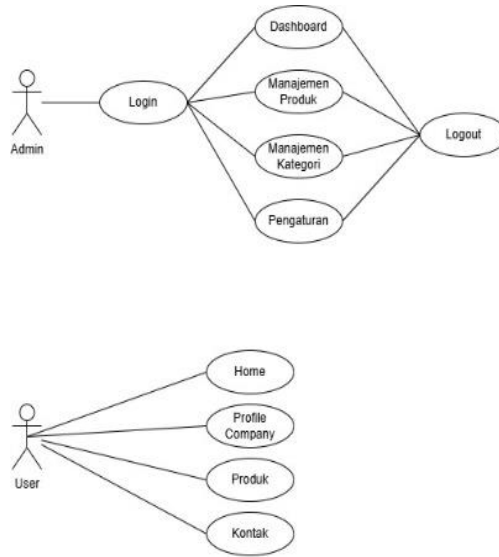 Dashboard
Manajemen
Produk
Login
Admin
Logout
Manajemen
Kategori
Pengaturan
Home
Profile
Company
User
Produk
Kontak